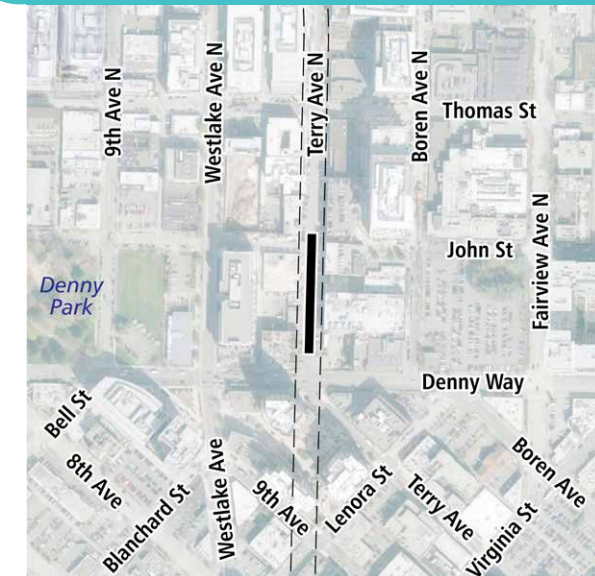 9th Ave N
Westlake Ave N
Terry Ave N
Boren Ave N
Thomas St
John St
Fairview Ave N
Denny
Park
Denny Way
Bell St
8th Ave
Blanchard St
Westlake Ave
9th Ave
Lenora St
Terry Ave
Virginia St
Boren Ave